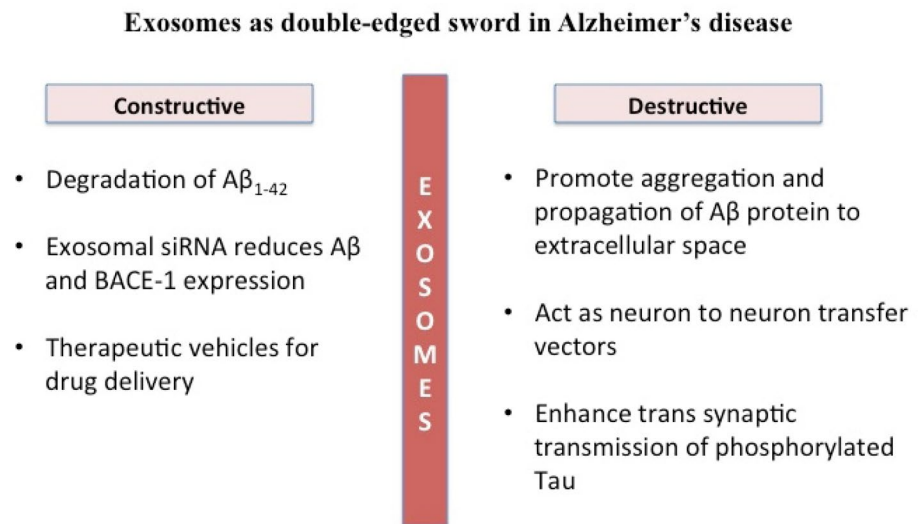 Exosomes as double-edged sword in Alzheimer’s disease
Constructive
• Degradation of Aβ1-42
• Exosomal siRNA reduces Aβ
and BACE-1 expression
• Therapeutic vehicles for
drug delivery
EXOSOMES
Destructive
• Promote aggregation and
propagation of Aβ protein to
extracellular space
• Act as neuron to neuron transfer
vectors
• Enhance trans synaptic
transmission of phosphorylated
Tau